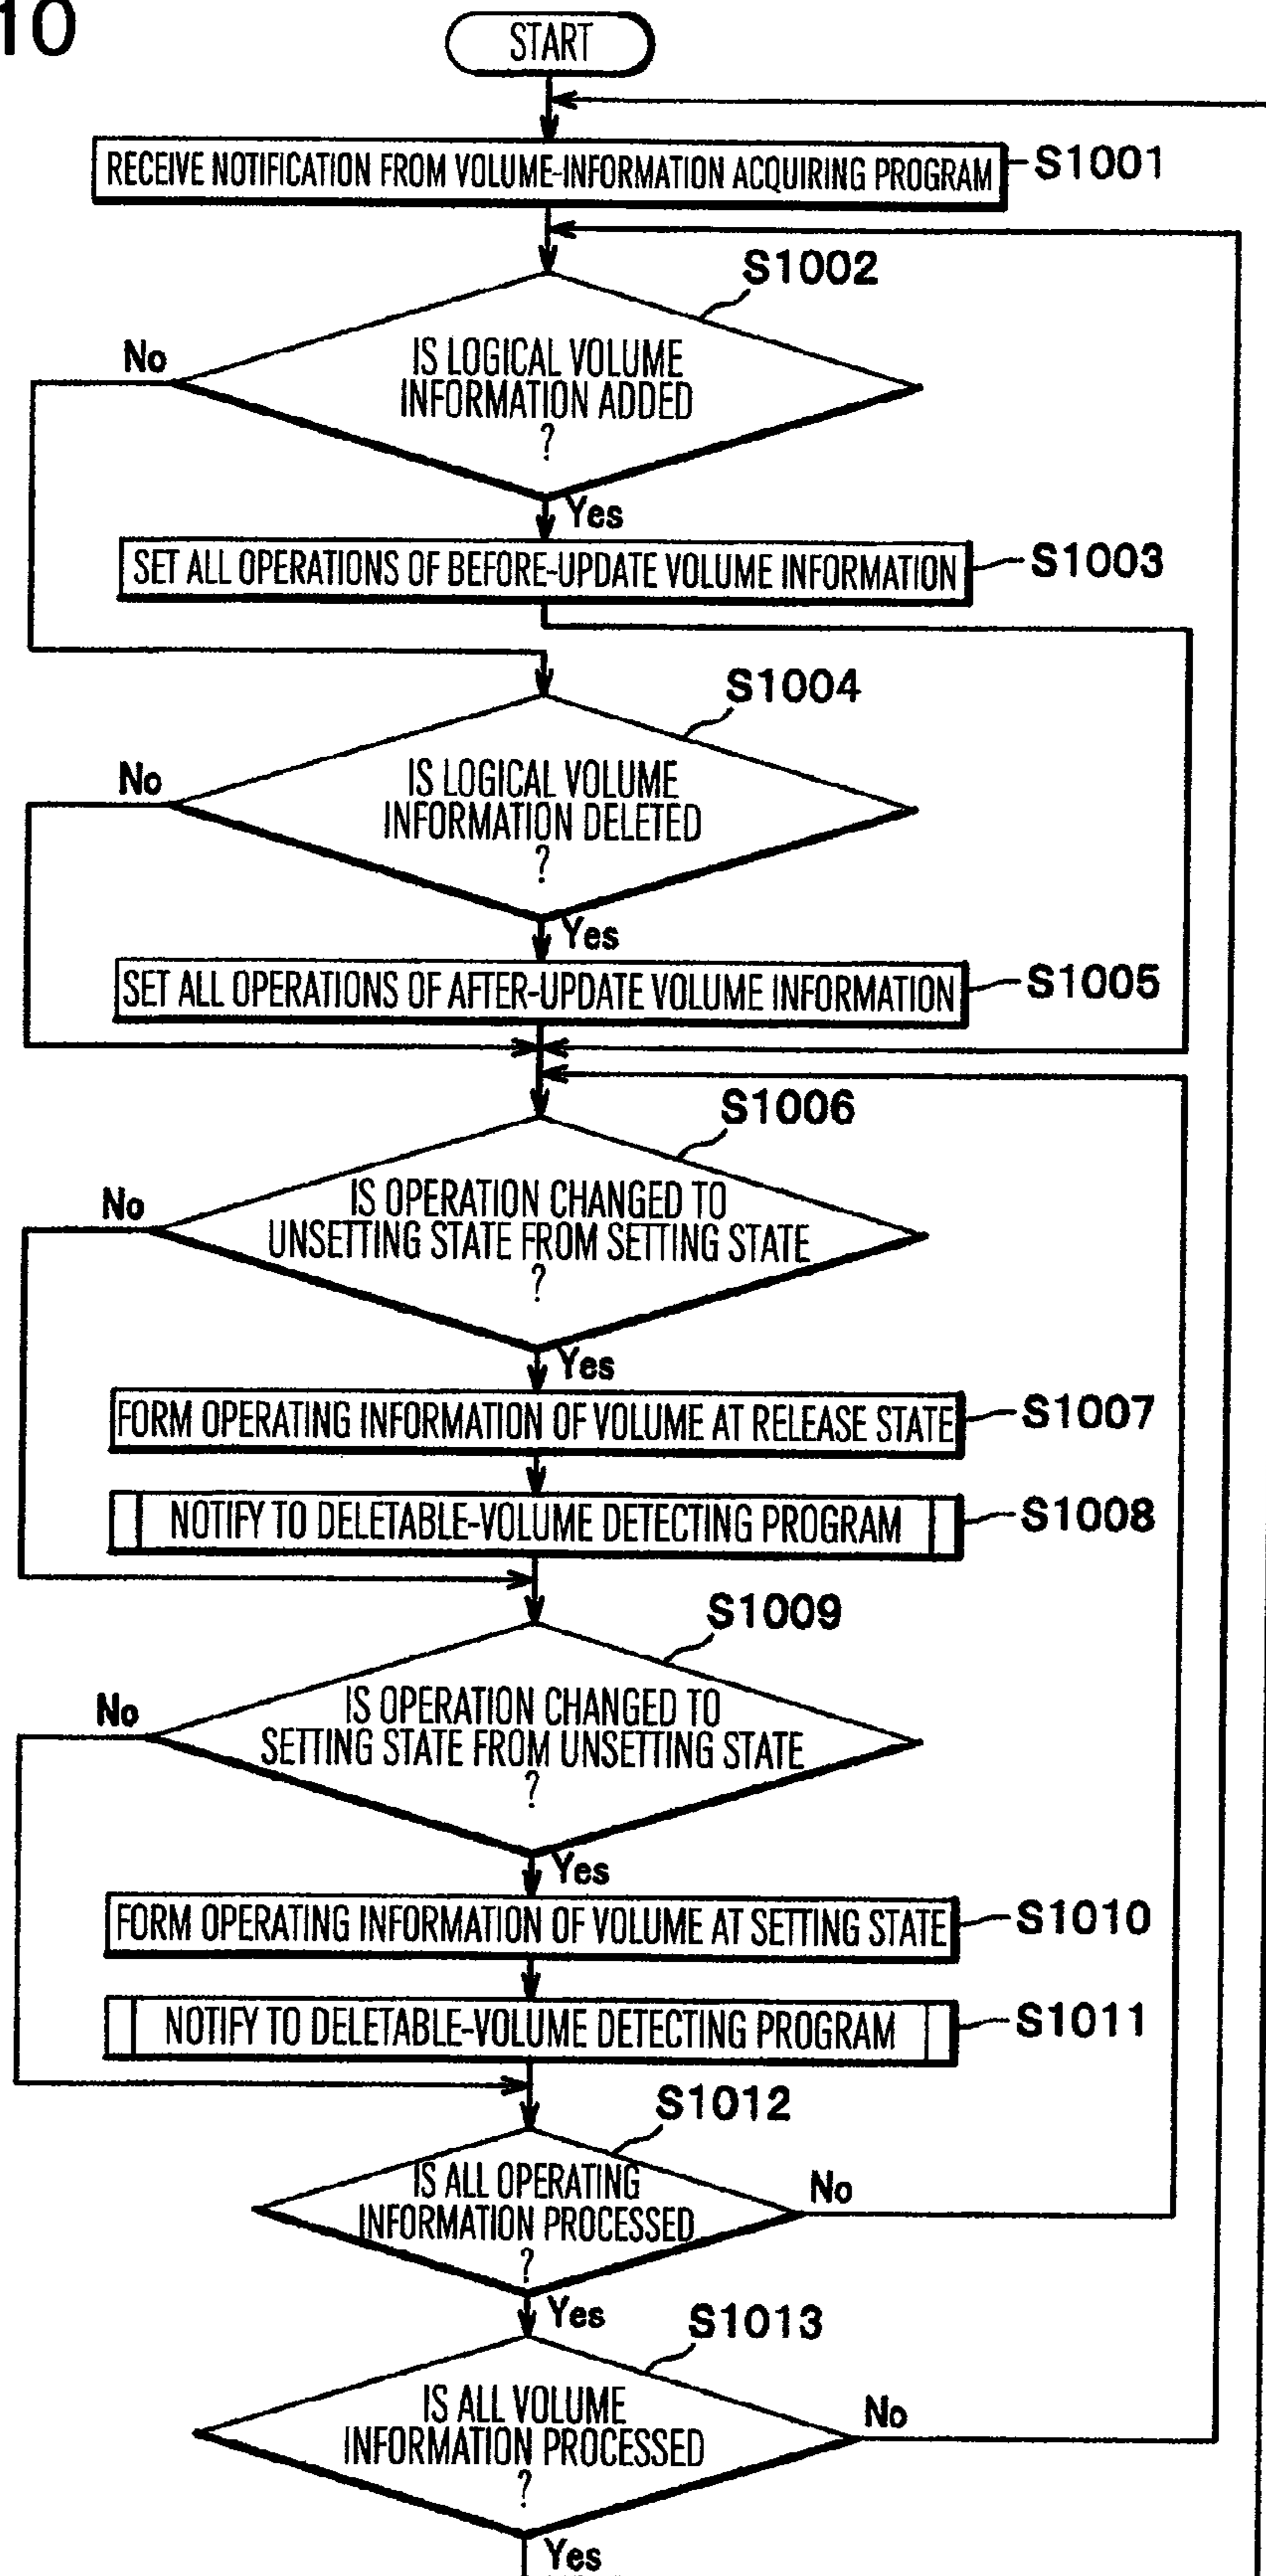 10
START
RECEIVE NOTIFICATION FROM VOLUME-INFORMATION ACQUIRING PROGRAM
S1001
S1002
No
IS LOGICAL VOLUME
INFORMATION ADDED
?
Yes
SET ALL OPERATIONS OF BEFORE-UPDATE VOLUME INFORMATION
S1003
S1004
No
IS LOGICAL VOLUME
INFORMATION DELETED
?
Yes
SET ALL OPERATIONS OF AFTER-UPDATE VOLUME INFORMATION
S1005
S1006
No
IS OPERATION CHANGED TO
UNSETTING STATE FROM SETTING STATE
?
Yes
FORM OPERATING INFORMATION OF VOLUME AT RELEASE STATE
S1007
NOTIFY TO DELETABLE-VOLUME DETECTING PROGRAM
S1008
S1009
No
IS OPERATION CHANGED TO
SETTING STATE FROM UNSETTING STATE
?
Yes
FORM OPERATING INFORMATION OF VOLUME AT SETTING STATE
S1010
NOTIFY TO DELETABLE-VOLUME DETECTING PROGRAM
S1011
S1012
IS ALL OPERATING
INFORMATION PROCESSED
?
No
Yes
S1013
IS ALL VOLUME
INFORMATION PROCESSED
?
No
Yes